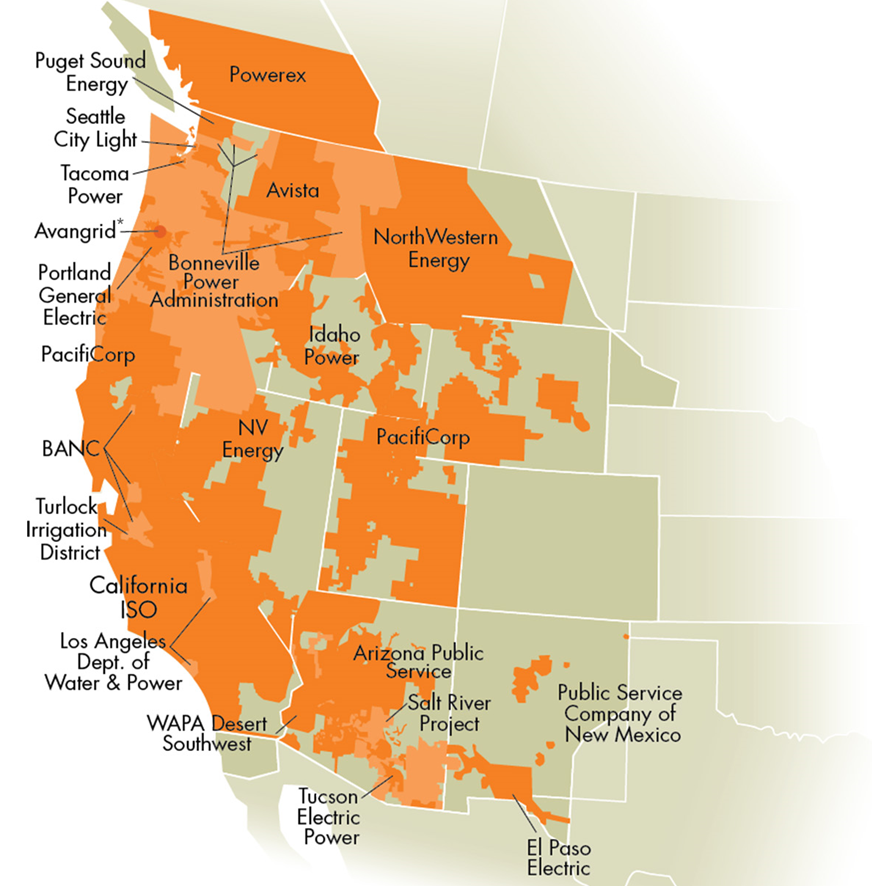 Powerex
Puget Sound
Energy
Seattle
City Light
Tacoma
Power
Avista
Avangrid*
NorthWestern
Energy
Bonneville
Power
Administration
Portland
General
Electric
Idaho
Power
PacifiCorp
NV
Energy
PacifiCorp
BANC
Turlock
Irrigation
District
California
ISO
Los Angeles
Dept. of
Water & Power
Arizona Public
Service
Salt River
Project
Public Service
Company of
New Mexico
WAPA Desert
Southwest
Tucson
Electric
Power
El Paso
Electric